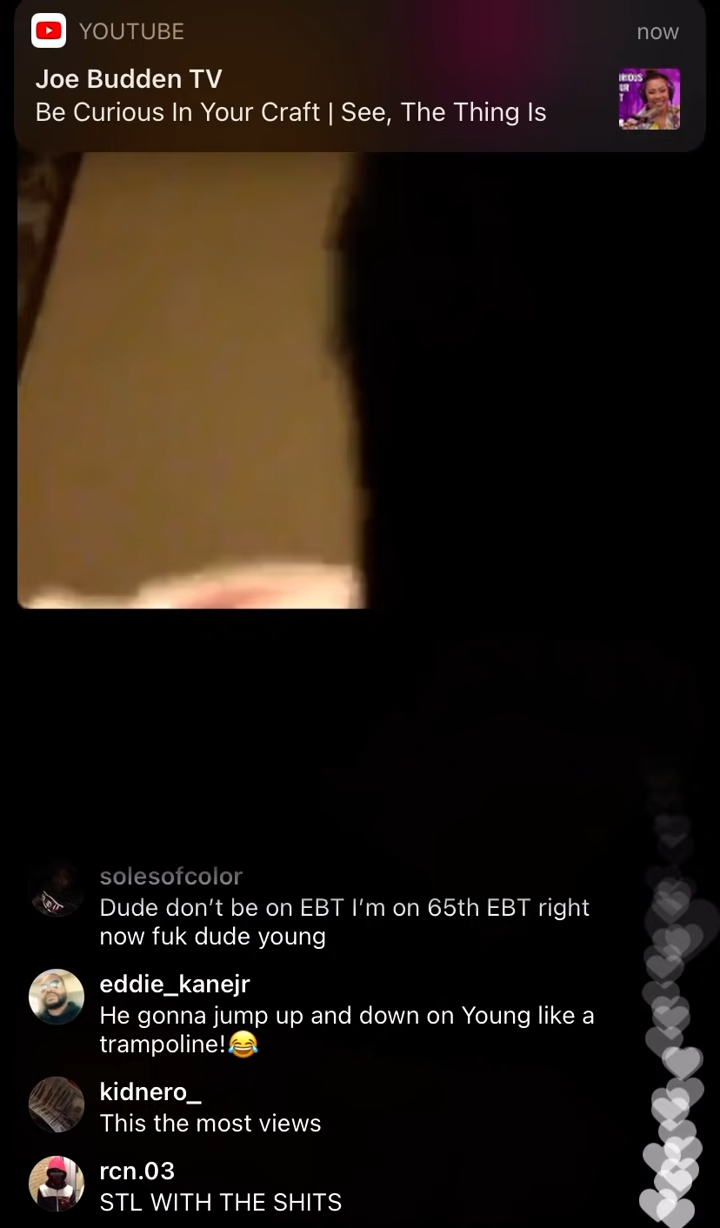 YOUTUBE
now
Joe Budden TV
Be Curious In Your Craft | See, The Thing Is
solesofcolor
Dude don’t be on EBT I’m on 65th EBT right
now fuk dude young
eddie_kanejr
He gonna jump up and down on Young like a
trampoline!😂
kidnero_
This the most views
rcn.03
STL WITH THE SHITS